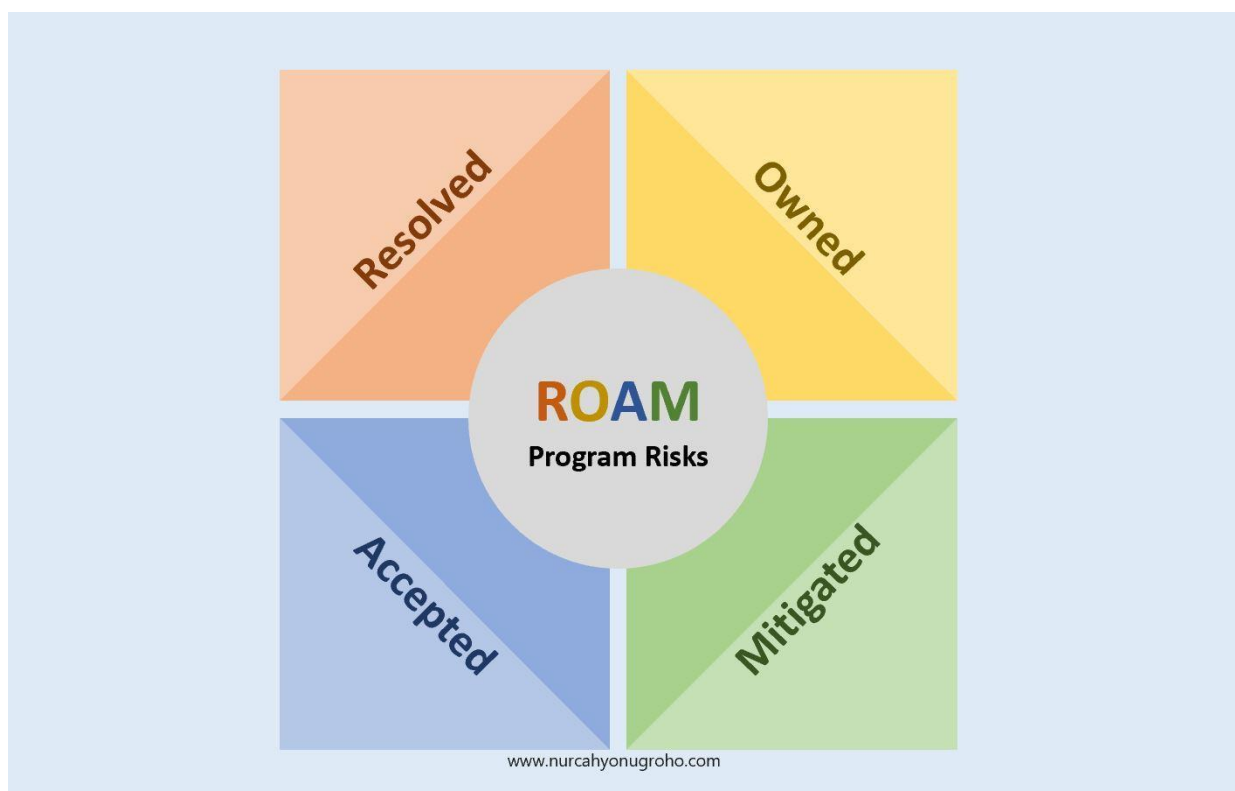 Resolved
Owned
ROAM
Program Risks
Accepted
Mitigated
www.nurcahyonugroho.com